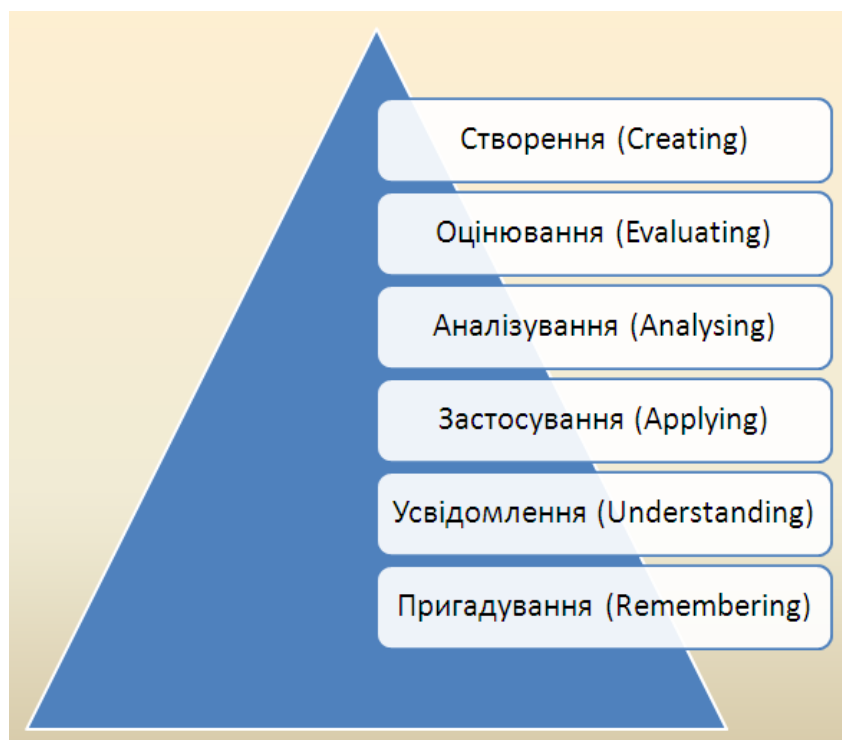 Створення (Creating)
Оцінювання (Evaluating)
Аналізування (Analysing)
Застосування (Applying)
Усвідомлення (Understanding)
Пригадування (Remembering)